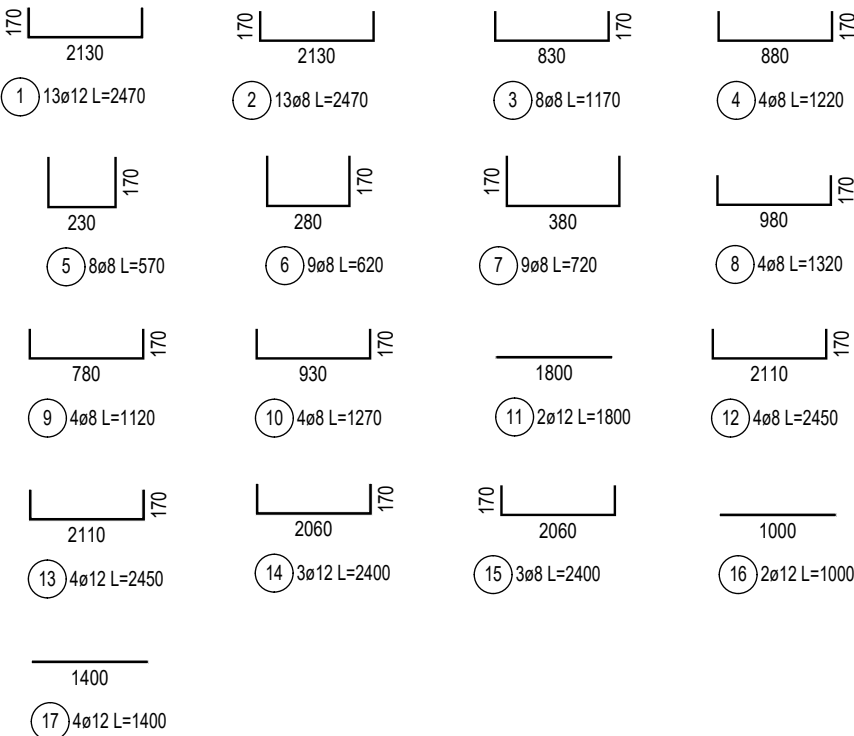 170
2130
1 13ø12 L=2470
170
2130
2 13ø8 L=2470
170
830
3 8ø8 L=1170
170
880
4 4ø8 L=1220
170
230
5 8ø8 L=570
170
280
6 9ø8 L=620
170
380
7 9ø8 L=720
170
980
8 4ø8 L=1320
170
780
9 4ø8 L=1120
170
930
10 4ø8 L=1270
1800
11 2ø12 L=1800
170
2110
12 4ø8 L=2450
170
2110
13 4ø12 L=2450
170
2060
14 3ø12 L=2400
170
2060
15 3ø8 L=2400
1000
16 2ø12 L=1000
1400
17 4ø12 L=1400